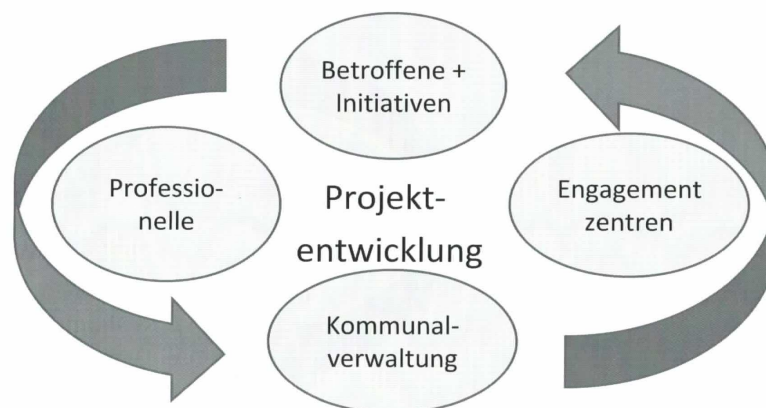 Betroffene +
Initiativen
Professio-
nelle
Projekt-
entwicklung
Engagement
zentren
Kommunal-
verwaltung